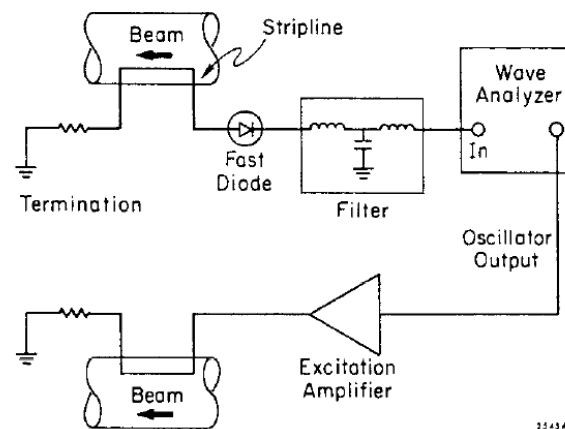 Beam
Stripline
Wave
Analyzer
In
Fast
Diode
Filter
Termination
Oscillator
Output
Excitation
Amplifier
Beam